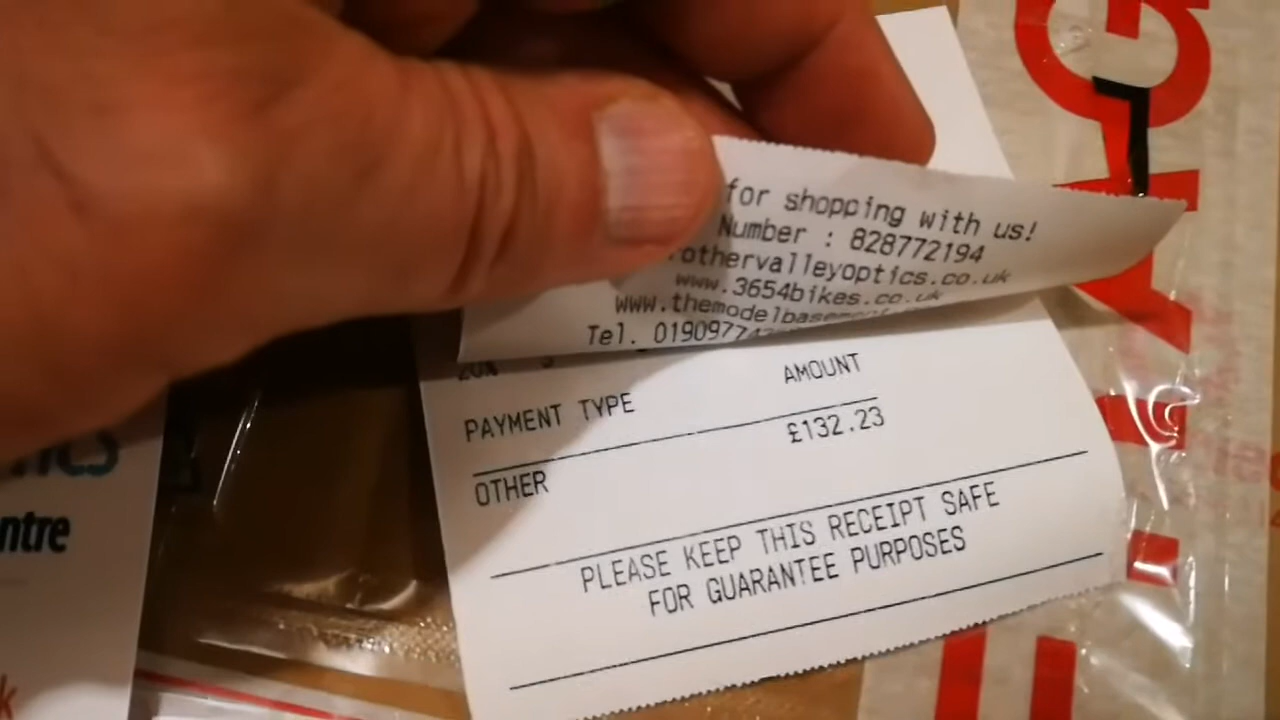 for shopping with us!
Number : 828772194
othervalleyoptics.co.uk
www.3654bikes.co.uk
Tel.
PAYMENT TYPE AMOUNT
OTHER £132.23
PLEASE KEEP THIS RECEIPT SAFE
FOR GUARANTEE PURPOSES